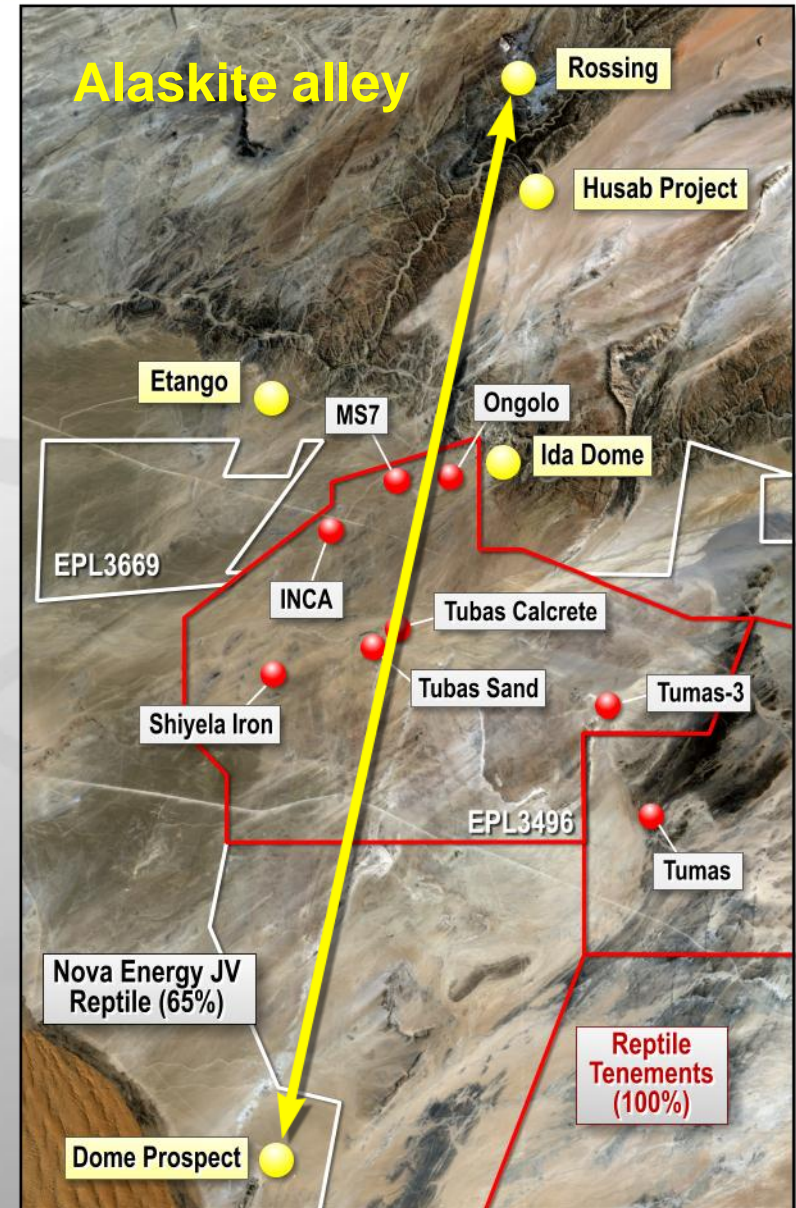 Alaskite alley
Rossing
Husab Project
Etango
MS7
Ongolo
Ida Dome
EPL3669
INCA
Tubas Calcrete
Tubas Sand
Tumas-3
Shiyela Iron
EPL3496
Tumas
Nova Energy JV
Reptile (65%)
Reptile
Tenements
(100%)
Dome Prospect